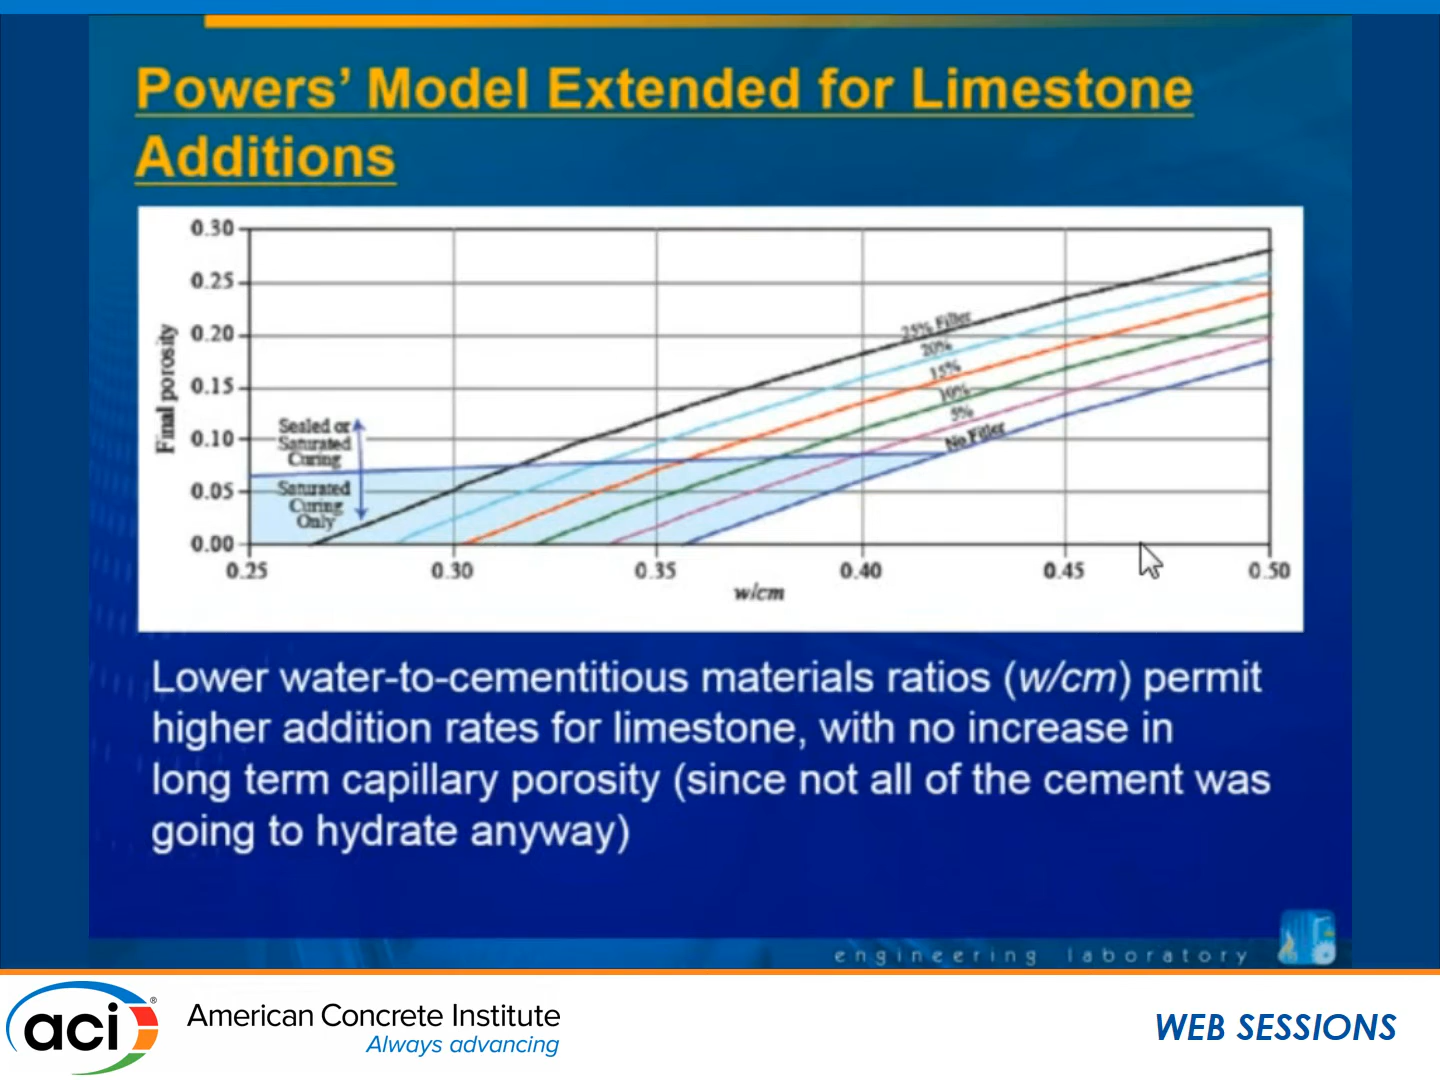 Powers’ Model Extended for Limestone
Additions
0.30
0.25
0.20
0.15
0.10
0.05
0.00
Final porosity
Sealed or
Saturated
Curing
Saturated
Curing
Only
25% Filler
20%
15%
10%
5%
No Filler
0.25
0.30
0.35
0.40
0.45
0.50
w/cm
Lower water-to-cementitious materials ratios (w/cm) permit
higher addition rates for limestone, with no increase in
long term capillary porosity (since not all of the cement was
going to hydrate anyway)
engineering laboratory
aci®
American Concrete Institute
Always advancing
WEB SESSIONS